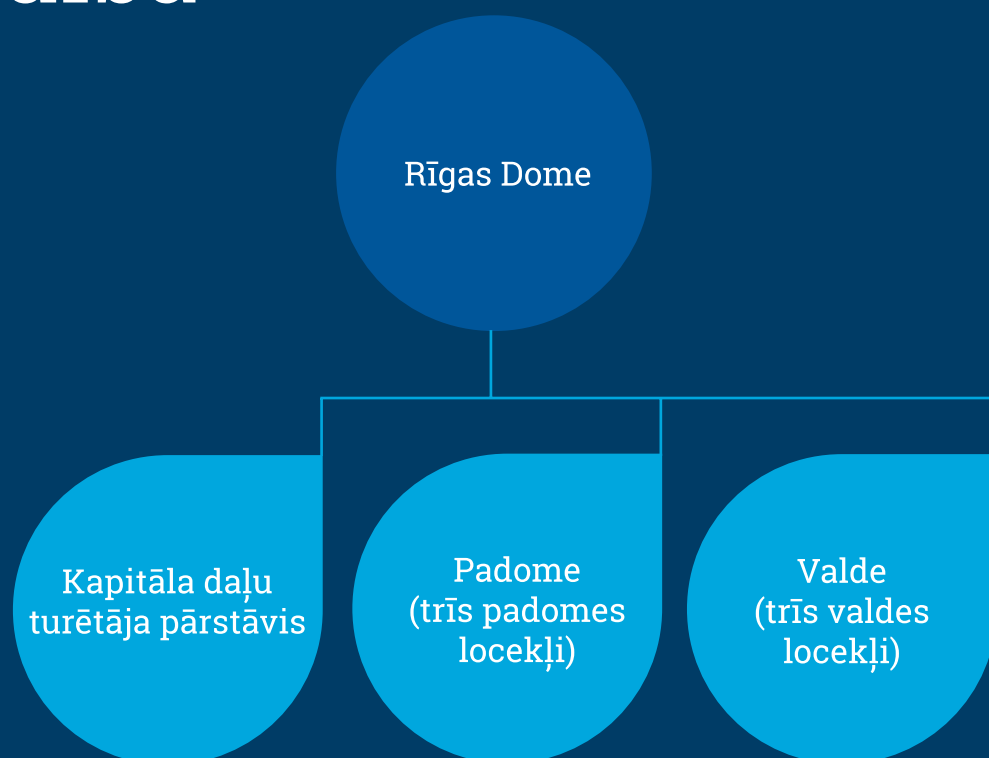 Rīgas Dome
Kapitāla daļu
turētāja pārstāvis
Padome
(trīs padomes
locekļi)
Valde
(trīs valdes
locekļi)